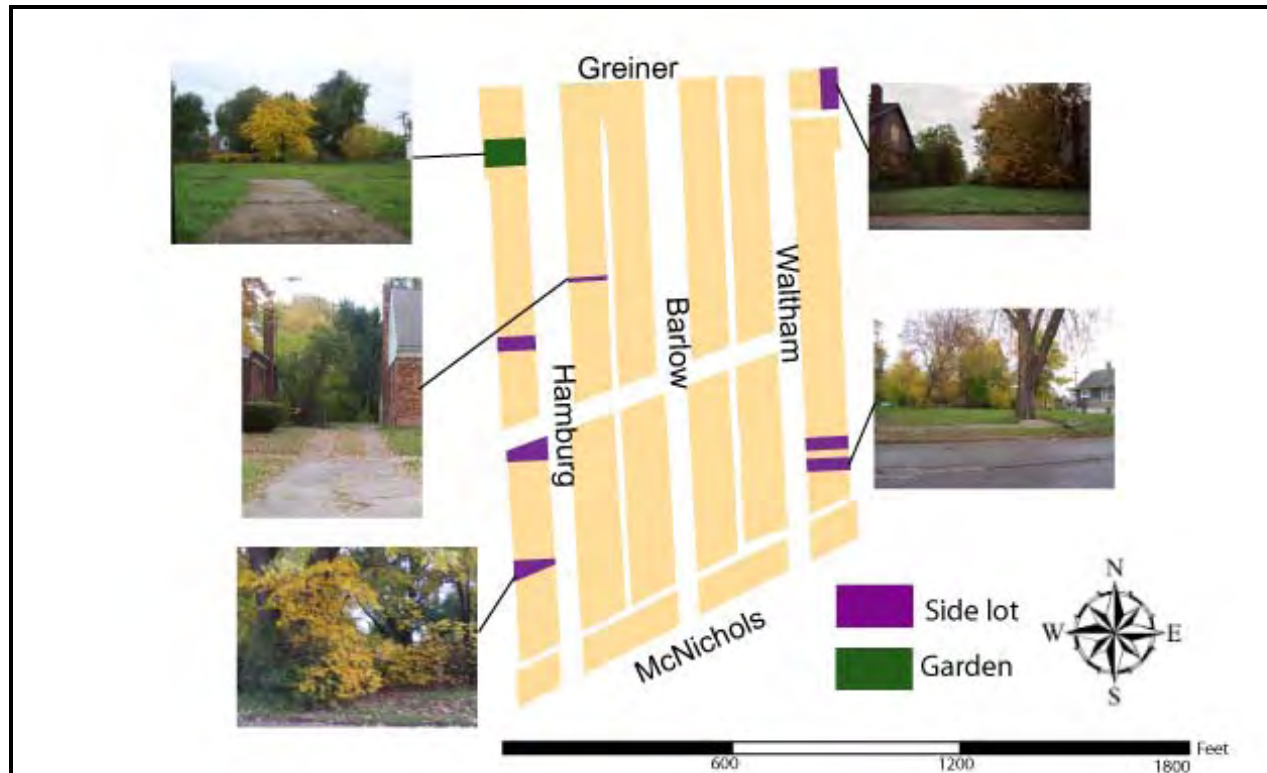 Greiner
Waltham
Barlow
Hamburg
McNichols
Side lot
Garden
N
W
E
S
Feet
600
1200
1800